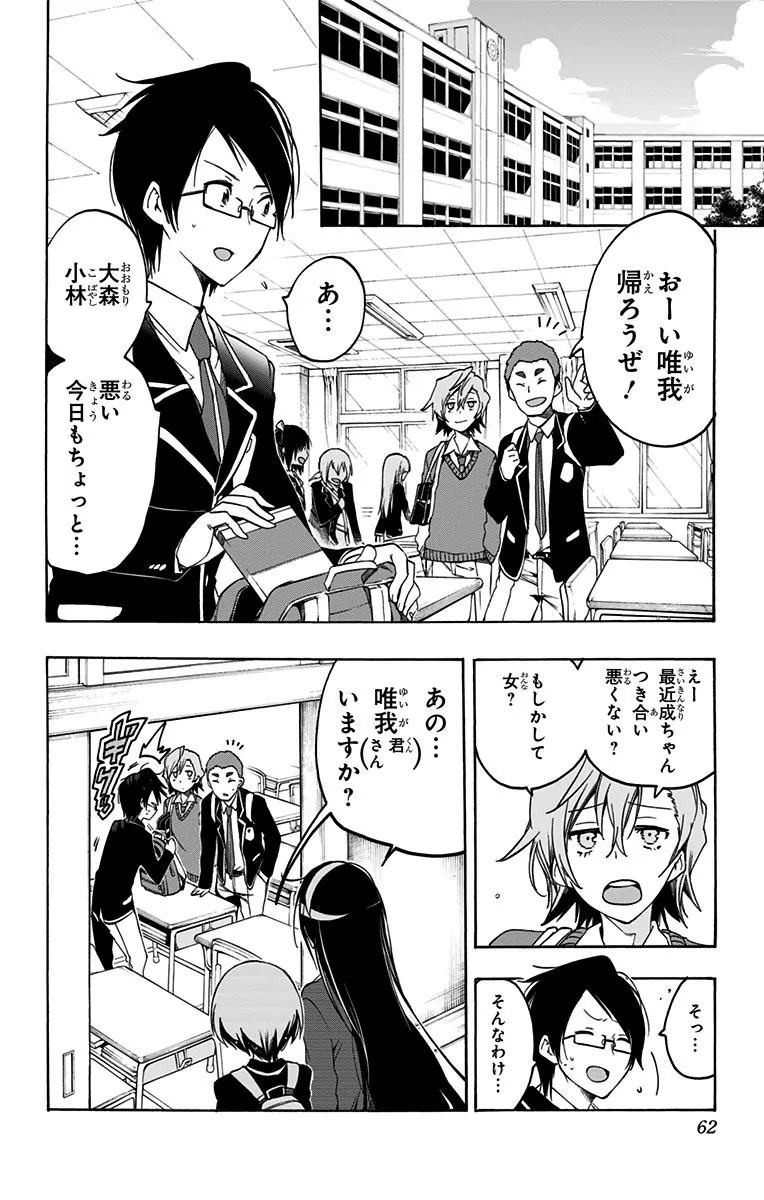 おーい唯我
帰ろうぜ！
あ…
大森
小林
悪い
今日もちょっと…
えー
最近成ちゃん
つき合い
悪くない？
もしかして
女？
そっ…
そんなわけ…
あの…
唯我(君さん)
いますか？
ギクッ
62